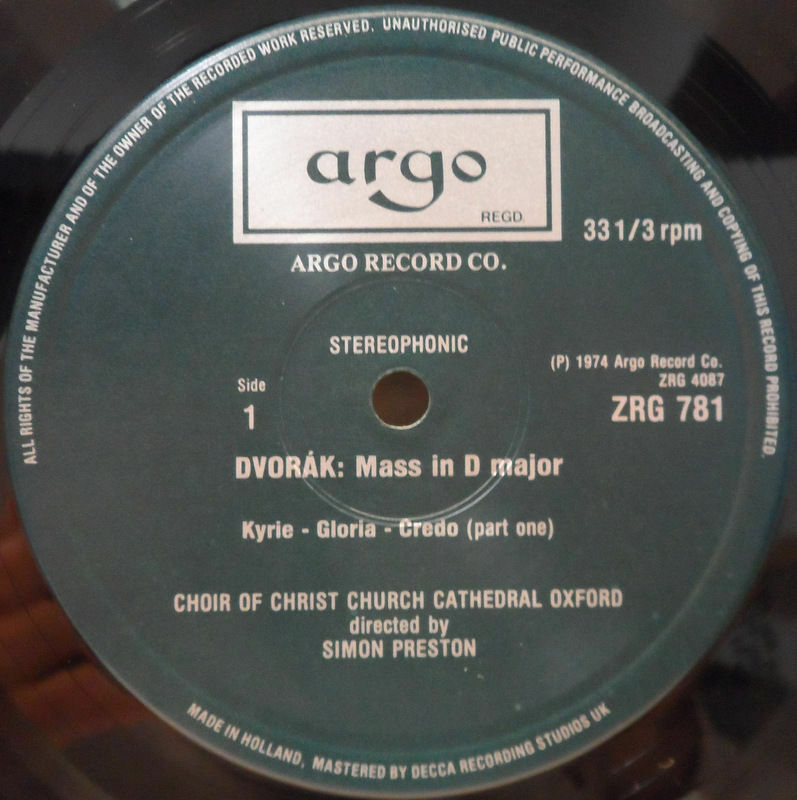 ALL RIGHTS OF THE MANUFACTURER AND OF THE OWNER OF THE RECORDED WORK RESERVED. UNAUTHORISED PUBLIC PERFORMANCE BROADCASTING AND COPYING OF THIS RECORD PROHIBITED.
argo
REGD.
33 1/3 rpm
ARGO RECORD CO.
STEREOPHONIC
Side
1
(P) 1974 Argo Record Co.
ZRG 4087
ZRG 781
DVORÁK: Mass in D major
Kyrie - Gloria - Credo (part one)
CHOIR OF CHRIST CHURCH CATHEDRAL OXFORD
directed by
SIMON PRESTON
MADE IN HOLLAND, MASTERED BY DECCA RECORDING STUDIOS UK